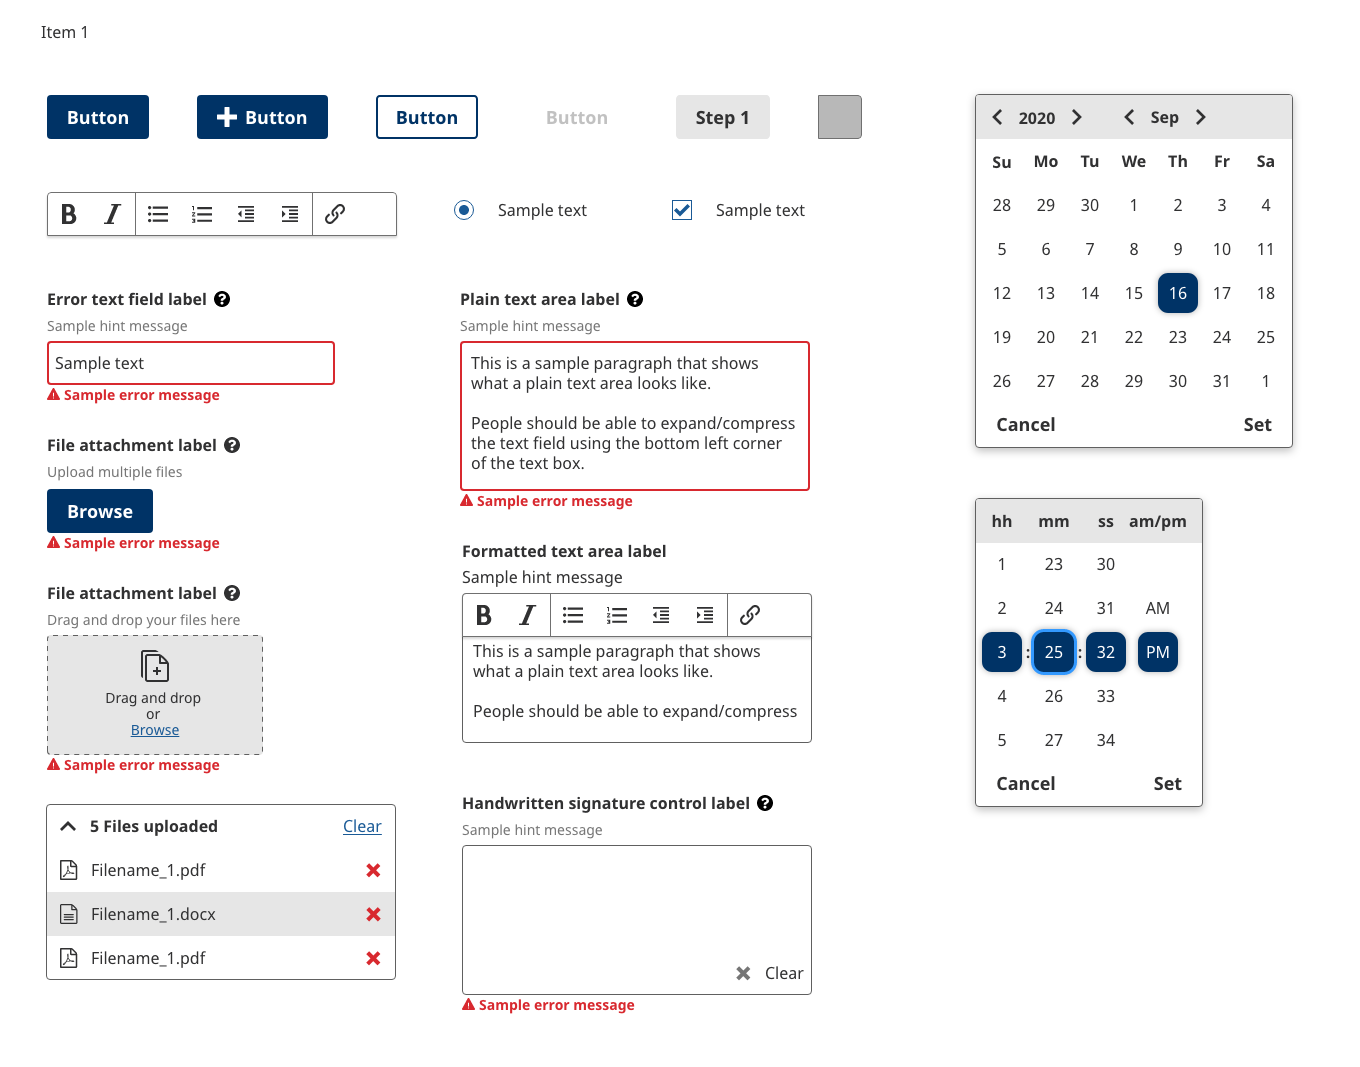 Item 1
Button
Button
Button
Button
Step 1
Sample text
Sample text
Error text field label
Sample hint message
Sample text
Sample error message
File attachment label
Upload multiple files
Browse
Sample error message
File attachment label
Drag and drop your files here
Drag and drop
or
Browse
Sample error message
5 Files uploaded Clear
Filename_1.pdf
Filename_1.docx
Filename_1.pdf
Plain text area label
Sample hint message
This is a sample paragraph that shows
what a plain text area looks like.
People should be able to expand/compress
the text field using the bottom left corner
of the text box.
Sample error message
Formatted text area label
Sample hint message
B I
This is a sample paragraph that shows
what a plain text area looks like.
People should be able to expand/compress
Handwritten signature control label
Sample hint message
Clear
Sample error message
B I
2020 Sep
Su Mo Tu We Th Fr Sa
28 29 30 1 2 3 4
5 6 7 8 9 10 11
12 13 14 15 16 17 18
19 20 21 22 23 24 25
26 27 28 29 30 31 1
Cancel Set
hh mm ss am/pm
1 23 30
2 24 31 AM
3 : 25 : 32 PM
4 26 33
5 27 34
Cancel Set